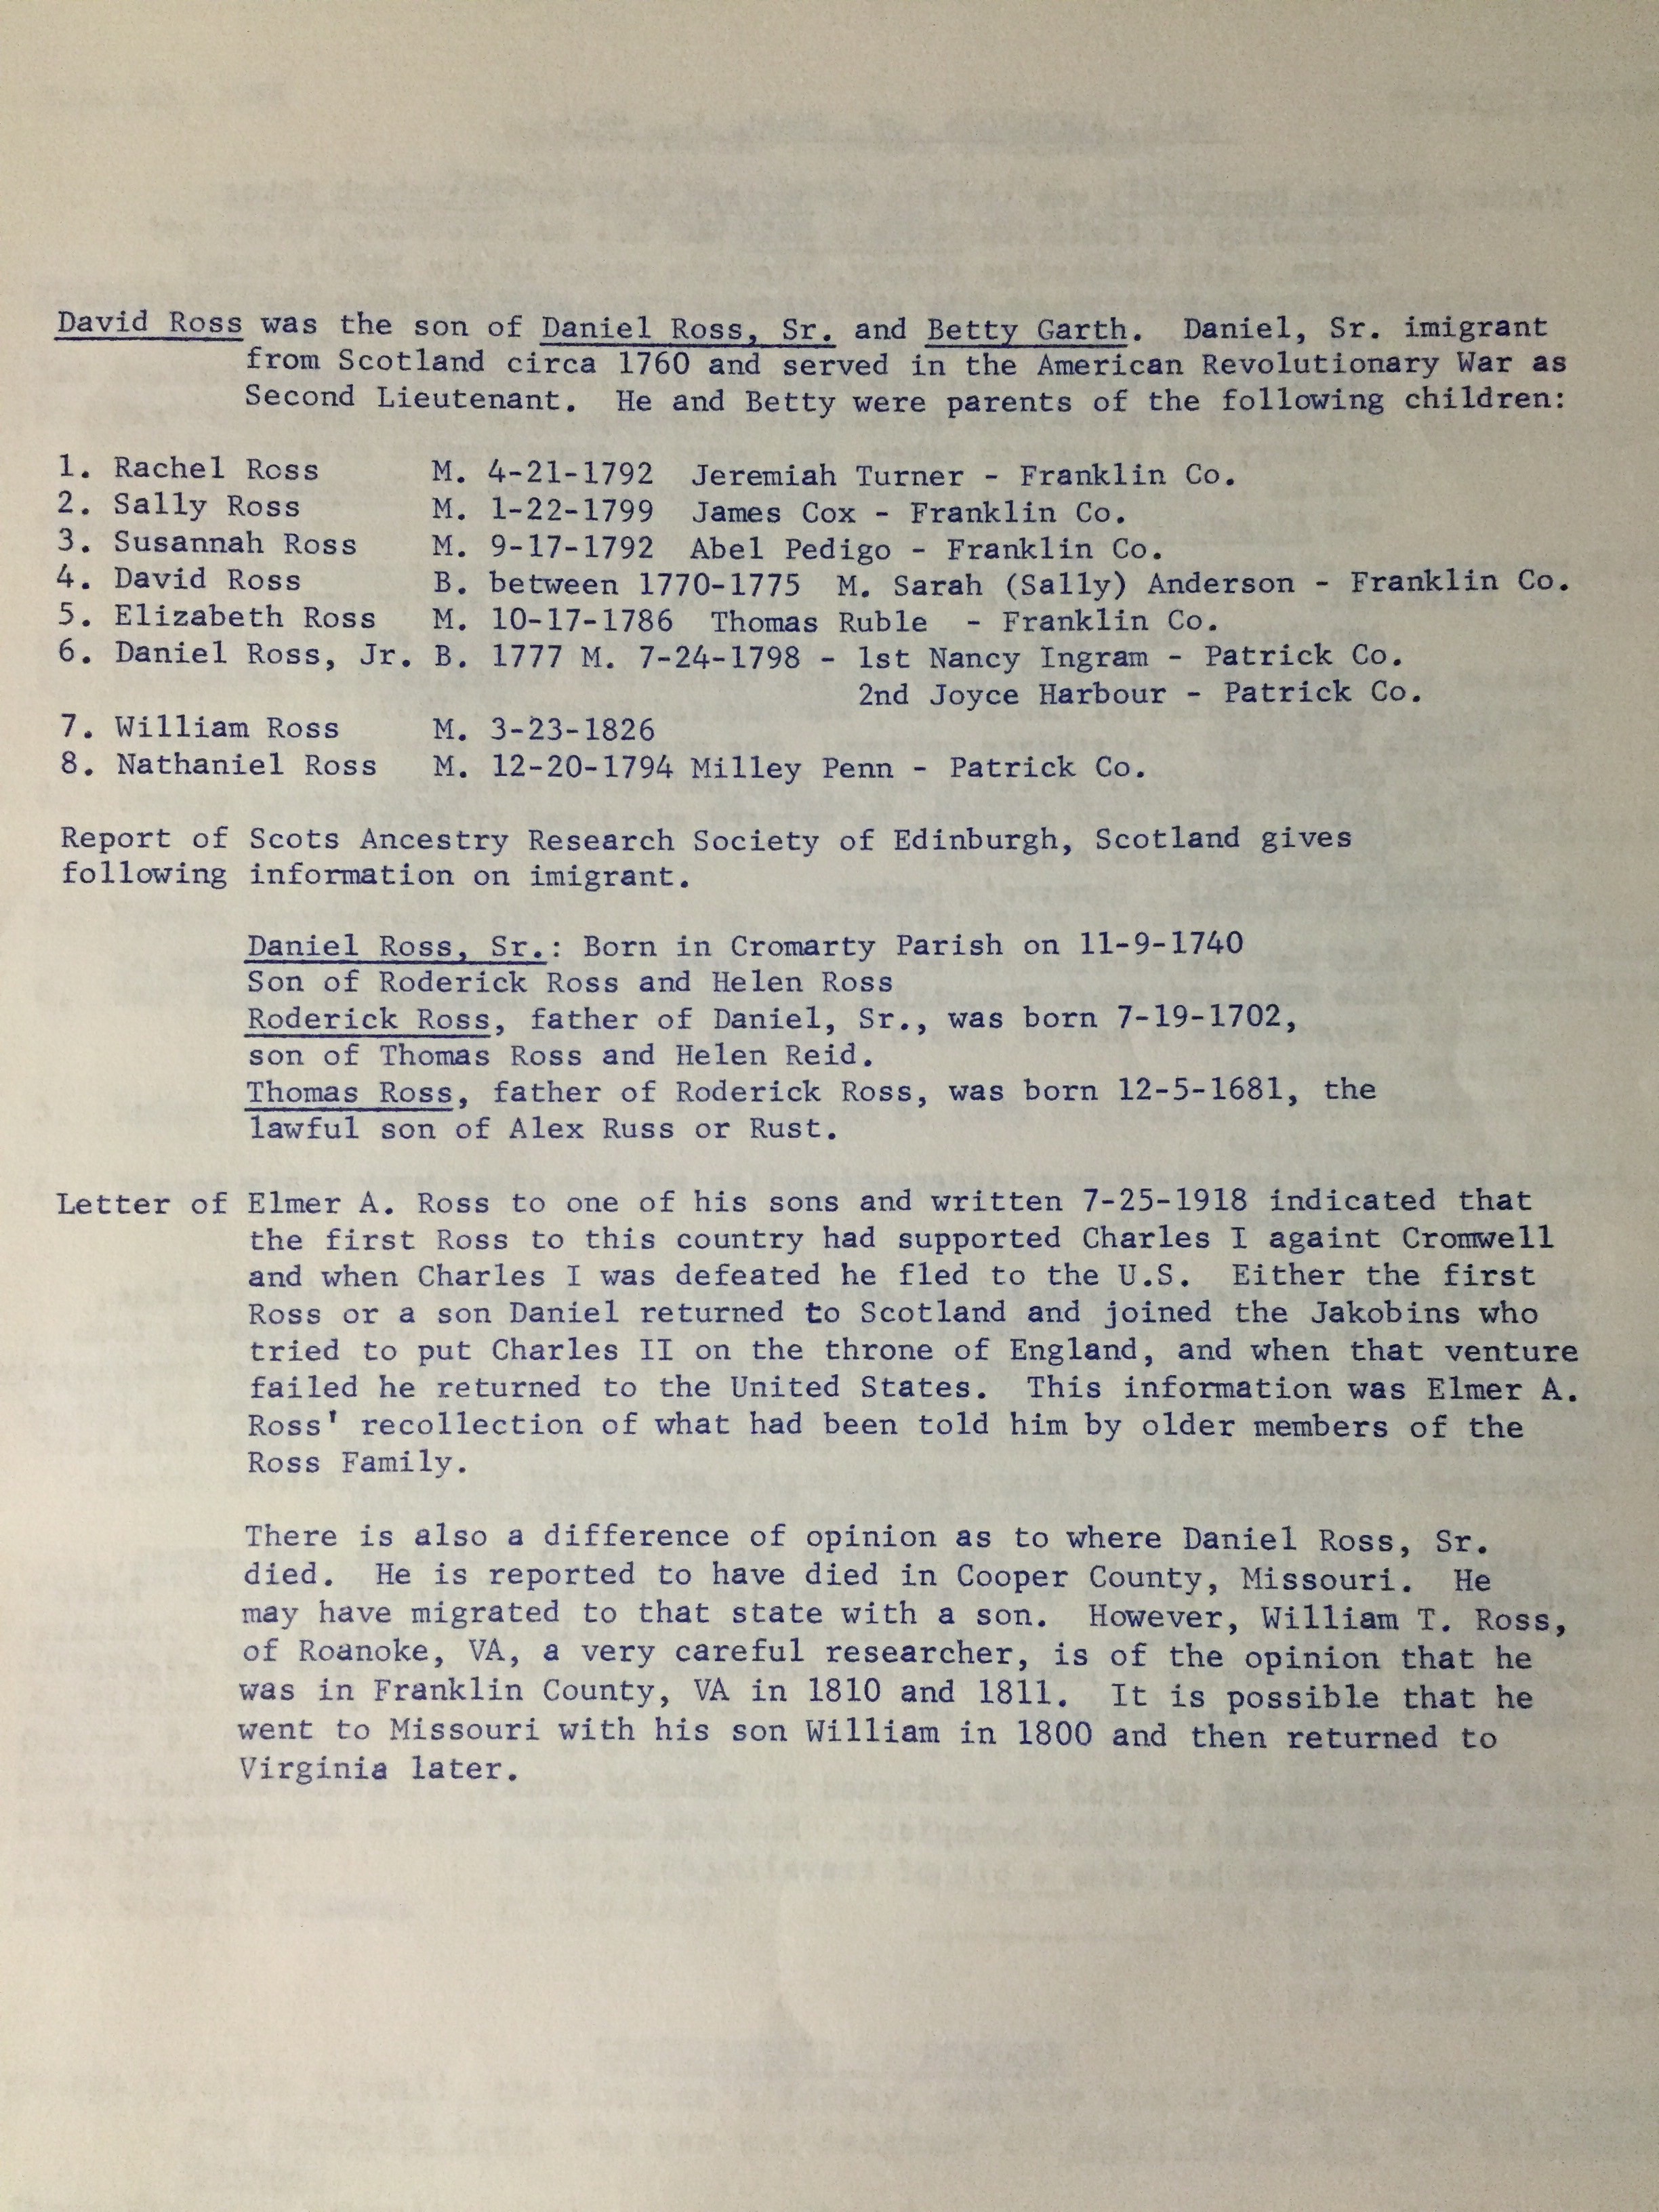 David Ross was the son of Daniel Ross, Sr. and Betty Garth. Daniel, Sr. imigrant
from Scotland circa 1760 and served in the American Revolutionary War as
Second Lieutenant. He and Betty were parents of the following children:
1. Rachel Ross M. 4-21-1792 Jeremiah Turner - Franklin Co.
2. Sally Ross M. 1-22-1799 James Cox - Franklin Co.
3. Susannah Ross M. 9-17-1792 Abel Pedigo - Franklin Co.
4. David Ross B. between 1770-1775 M. Sarah (Sally) Anderson - Franklin Co.
5. Elizabeth Ross M. 10-17-1786 Thomas Ruble - Franklin Co.
6. Daniel Ross, Jr. B. 1777 M. 7-24-1798 - 1st Nancy Ingram - Patrick Co.
2nd Joyce Harbour - Patrick Co.
7. William Ross M. 3-23-1826
8. Nathaniel Ross M. 12-20-1794 Milley Penn - Patrick Co.
Report of Scots Ancestry Research Society of Edinburgh, Scotland gives
following information on imigrant.
Daniel Ross, Sr.: Born in Cromarty Parish on 11-9-1740
Son of Roderick Ross and Helen Ross
Roderick Ross, father of Daniel, Sr., was born 7-19-1702,
son of Thomas Ross and Helen Reid.
Thomas Ross, father of Roderick Ross, was born 12-5-1681, the
lawful son of Alex Russ or Rust.
Letter of Elmer A. Ross to one of his sons and written 7-25-1918 indicated that
the first Ross to this country had supported Charles I againt Cromwell
and when Charles I was defeated he fled to the U.S. Either the first
Ross or a son Daniel returned to Scotland and joined the Jakobins who
tried to put Charles II on the throne of England, and when that venture
failed he returned to the United States. This information was Elmer A.
Ross' recollection of what had been told him by older members of the
Ross Family.
There is also a difference of opinion as to where Daniel Ross, Sr.
died. He is reported to have died in Cooper County, Missouri. He
may have migrated to that state with a son. However, William T. Ross,
of Roanoke, VA, a very careful researcher, is of the opinion that he
was in Franklin County, VA in 1810 and 1811. It is possible that he
went to Missouri with his son William in 1800 and then returned to
Virginia later.